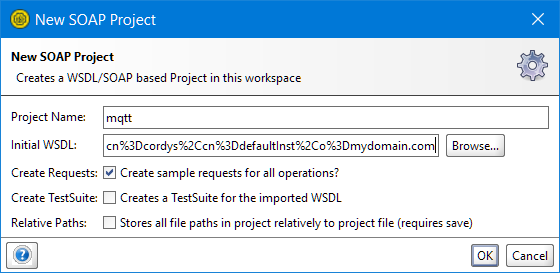 New SOAP Project
New SOAP Project
Creates a WSDL/SOAP based Project in this workspace
Project Name: mqtt
Initial WSDL: cn%3Dcordys%2Ccn%3DdefaultInst%2Co%3Dmydomain.com Browse...
Create Requests: Create sample requests for all operations?
Create TestSuite: Creates a TestSuite for the imported WSDL
Relative Paths: Stores all file paths in project relatively to project file (requires save)
? OK Cancel